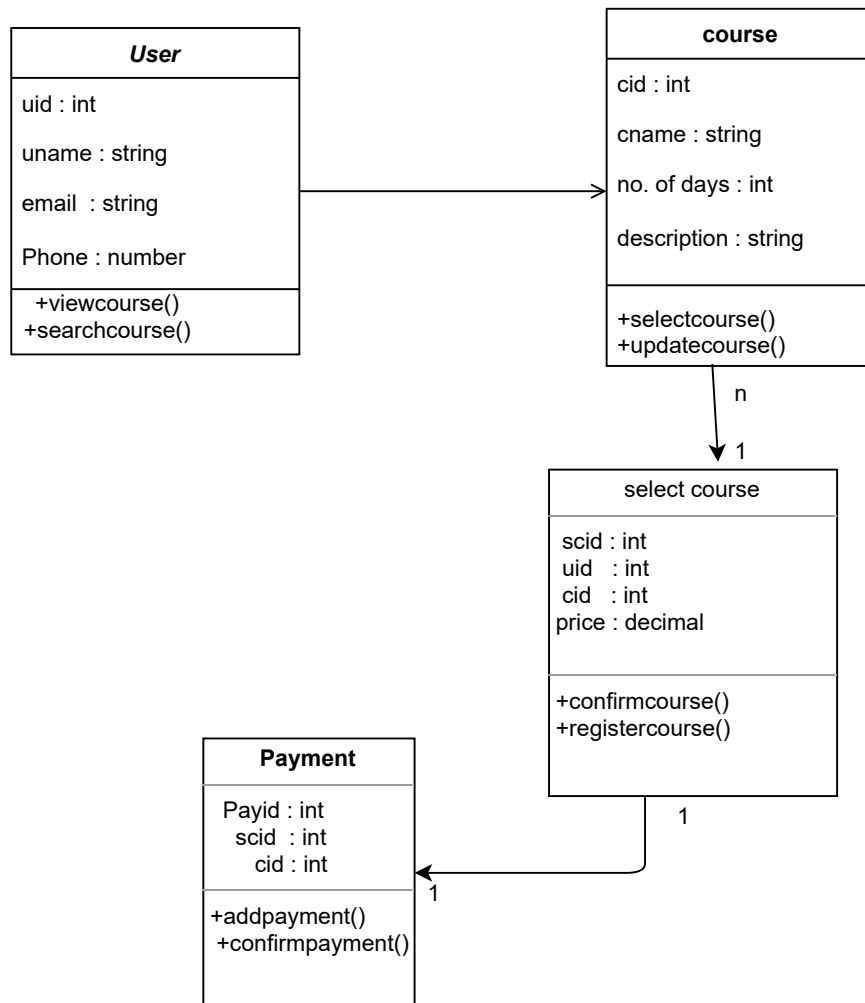 User
uid : int
uname : string
email : string
Phone : number
+viewcourse()
+searchcourse()
course
cid : int
cname : string
no. of days : int
description : string
+selectcourse()
+updatecourse()
n
1
select course
scid : int
uid : int
cid : int
price : decimal
+confirmcourse()
+registercourse()
1
1
Payment
Payid : int
scid : int
cid : int
+addpayment()
+confirmpayment()